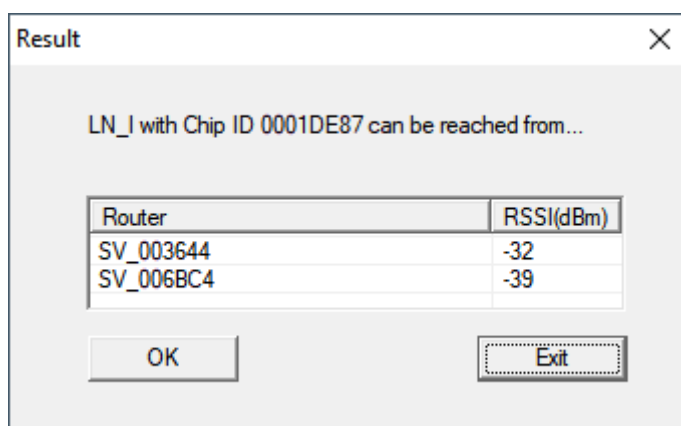 Result
LN_I with Chip ID 0001DE87 can be reached from...
Router RSSI(dBm)
SV_003644 -32
SV_006BC4 -39
OK Exit